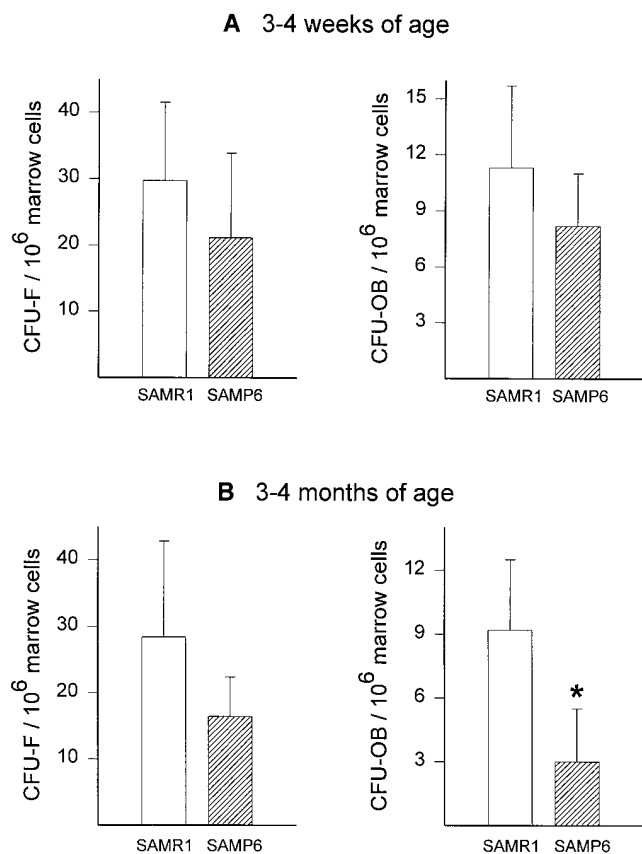 A 3-4 weeks of age
CFU-F / 10^6 marrow cells
40
30
20
10
SAMR1 SAMP6
CFU-OB / 10^6 marrow cells
15
12
9
6
3
SAMR1 SAMP6
B 3-4 months of age
CFU-F / 10^6 marrow cells
40
30
20
10
SAMR1 SAMP6
CFU-OB / 10^6 marrow cells
12
9
6
3
*
SAMR1 SAMP6